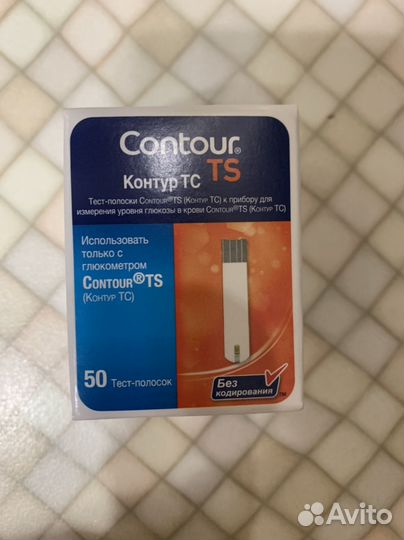 Contour® TS
Контур ТС
Тест-полоски Contour®TS (Контур ТС) к прибору для
измерения уровня глюкозы в крови Contour®TS (Контур ТС)
Использовать
только с
глюкометром
Contour®TS
(Контур ТС)
50 Тест-полосок
Без
кодирования
TM
Avito